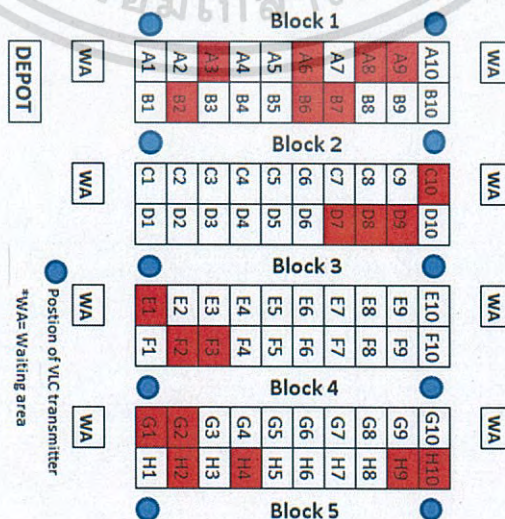 Block 1
WA A1 A2 A3 A4 A5 A6 A7 A8 A9 A10 WA
DEPOT
B1 B2 B3 B4 B5 B6 B7 B8 B9 B10
Block 2
WA C1 C2 C3 C4 C5 C6 C7 C8 C9 C10 WA
D1 D2 D3 D4 D5 D6 D7 D8 D9 D10
Block 3
WA E1 E2 E3 E4 E5 E6 E7 E8 E9 E10 WA
F1 F2 F3 F4 F5 F6 F7 F8 F9 F10
Block 4
WA G1 G2 G3 G4 G5 G6 G7 G8 G9 G10 WA
H1 H2 H3 H4 H5 H6 H7 H8 H9 H10
Block 5
Postion of VLC transmitter
*WA= Waiting area